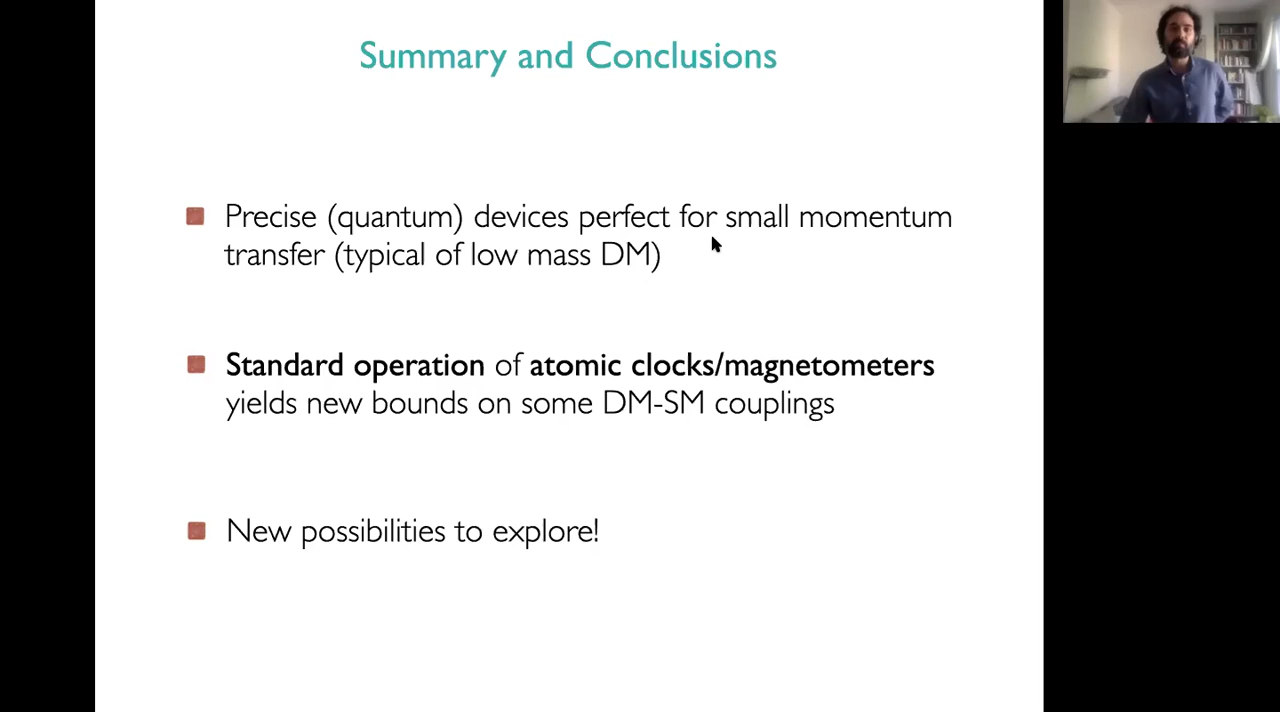 Summary and Conclusions
Precise (quantum) devices perfect for small momentum
transfer (typical of low mass DM)
Standard operation of atomic clocks/magnetometers
yields new bounds on some DM-SM couplings
New possibilities to explore!